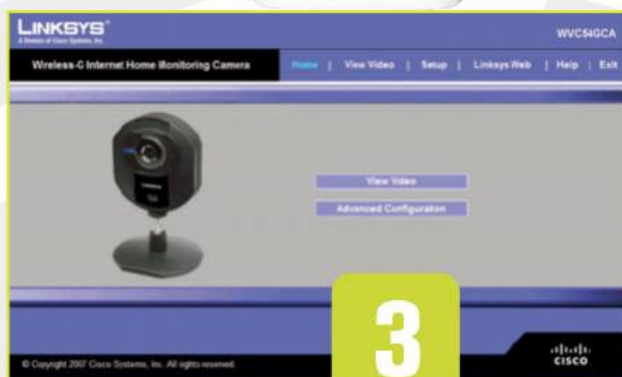 LINKSYS®
A Division of Cisco Systems, Inc.
WVC54GCA
Wireless-G Internet Home Monitoring Camera
Home | View Video | Setup | Linksys Web | Help | Exit
View Video
Advanced Configuration
3
© Copyright 2007 Cisco Systems, Inc. All rights reserved.
CISCO